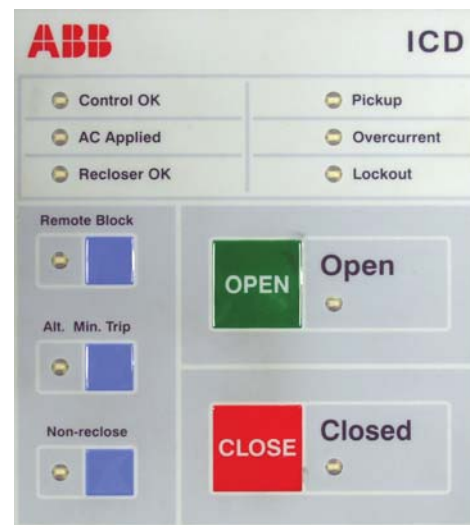 ABB ICD
Control OK Pickup
AC Applied Overcurrent
Recloser OK Lockout
Remote Block
OPEN Open
Alt. Min. Trip
Non-reclose
CLOSE Closed